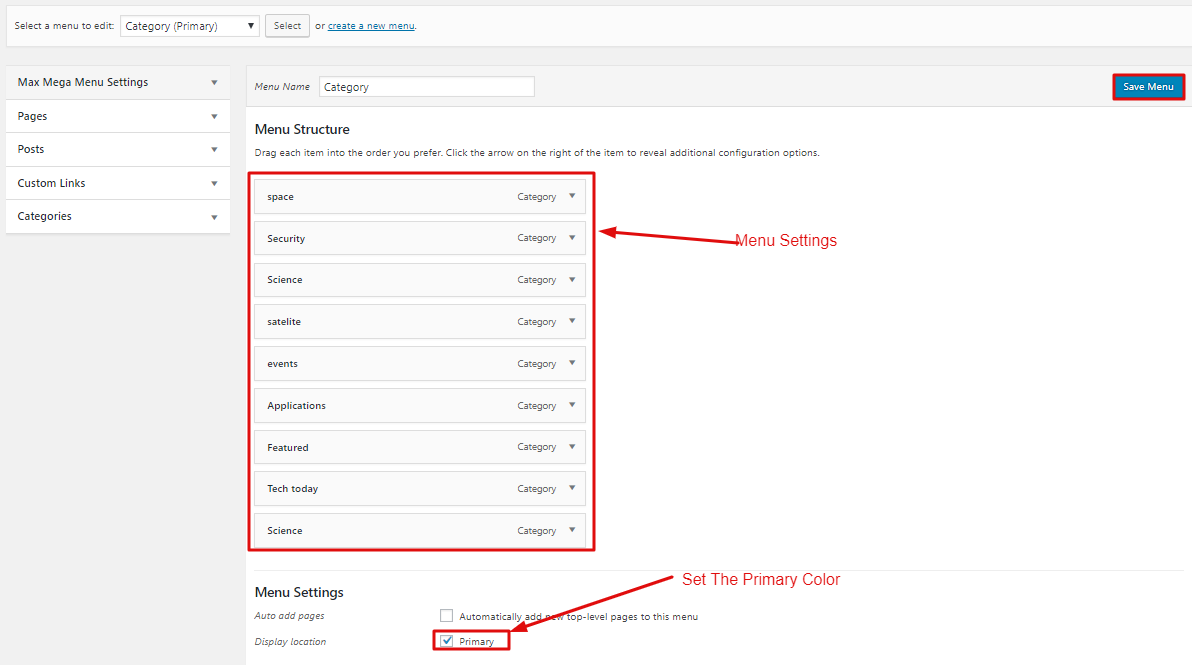 Select a menu to edit: Category (Primary) Select or create a new menu.
Max Mega Menu Settings
Pages
Posts
Custom Links
Categories
Menu Name Category Save Menu
Menu Structure
Drag each item into the order you prefer. Click the arrow on the right of the item to reveal additional configuration options.
space Category
Security Category
Menu Settings
Science Category
satelite Category
events Category
Applications Category
Featured Category
Tech today Category
Science Category
Set The Primary Color
Menu Settings
Auto add pages Automatically add new top-level pages to this menu
Display location Primary